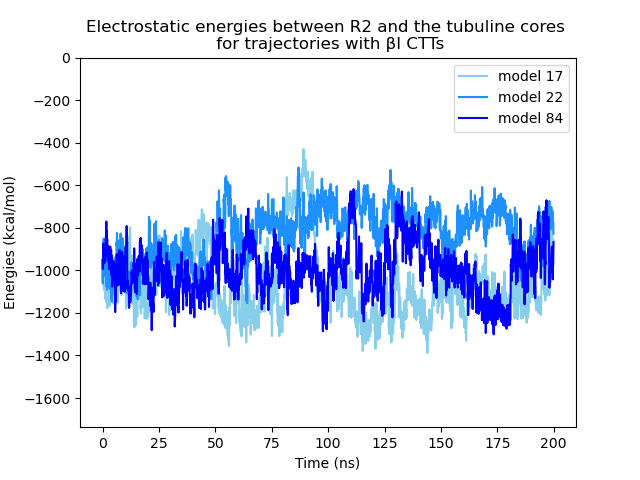 Electrostatic energies between R2 and the tubuline cores
for trajectories with βI CTTs
model 17
model 22
model 84
Energies (kcal/mol)
0
−200
−400
−600
−800
−1000
−1200
−1400
−1600
0 25 50 75 100 125 150 175 200
Time (ns)